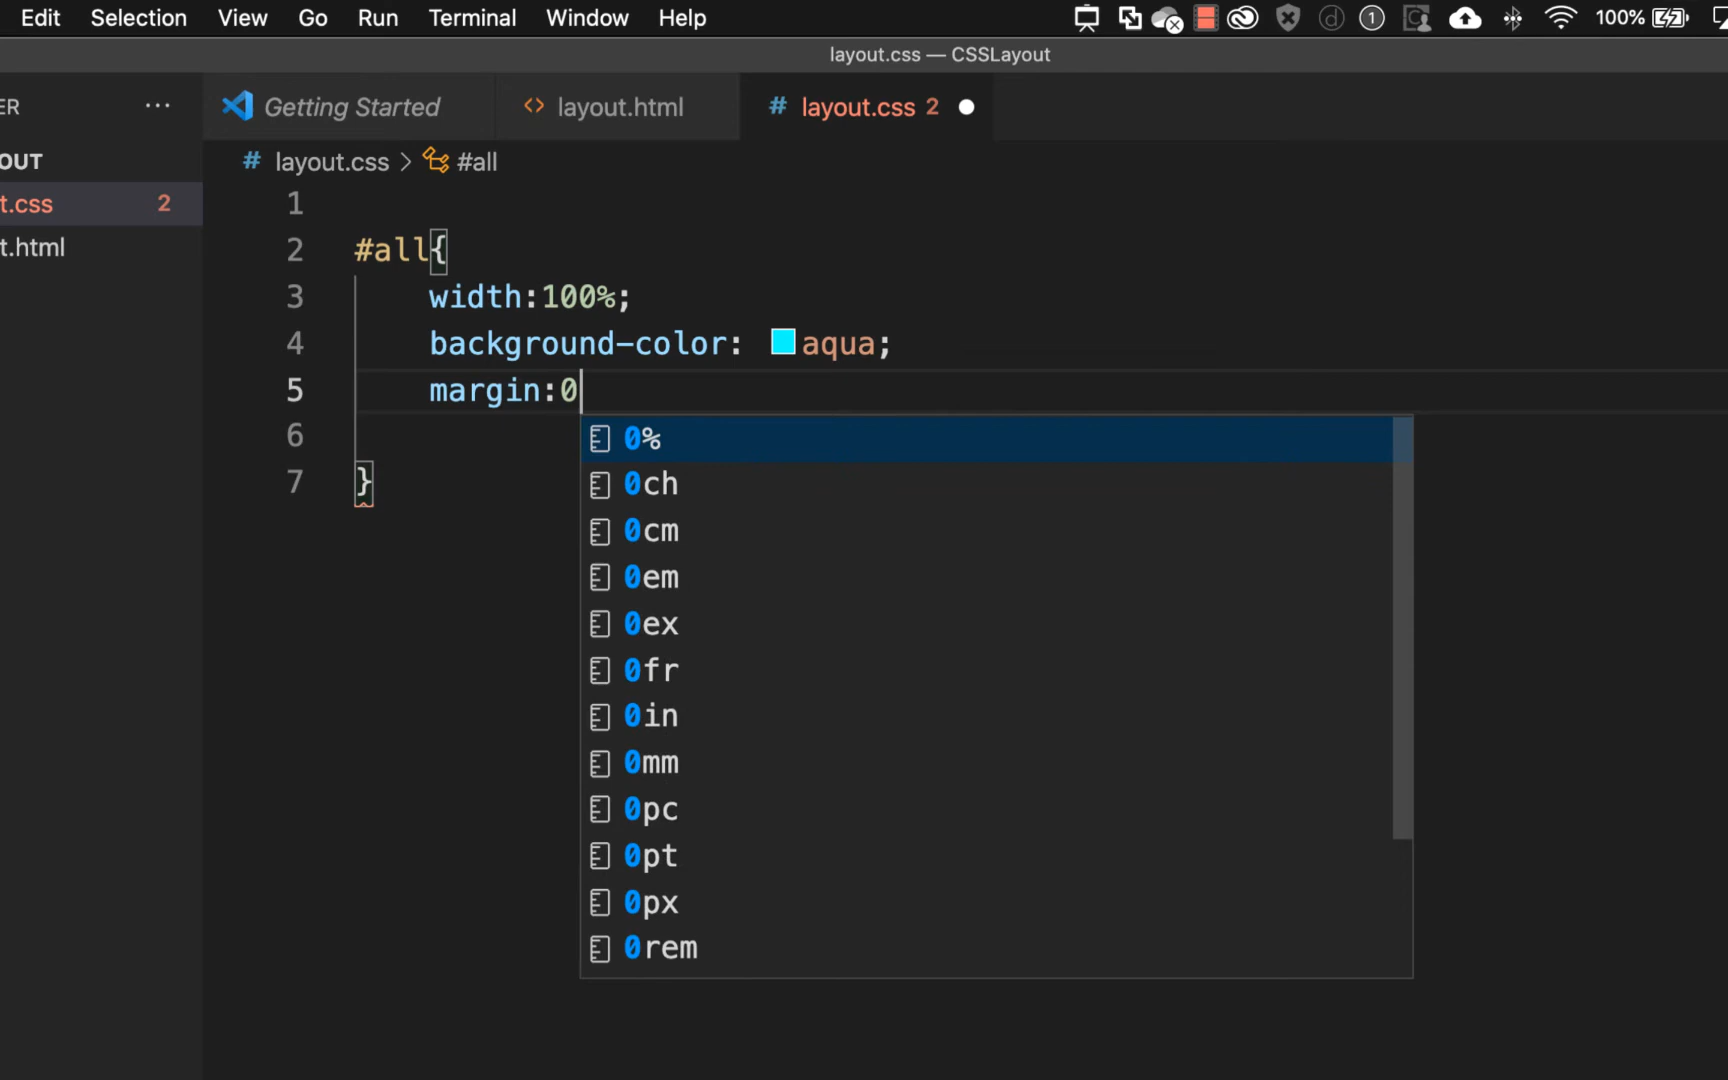 Edit Selection View Go Run Terminal Window Help 100%
layout.css — CSSLayout
ER ··· Getting Started <> layout.html # layout.css 2
OUT # layout.css > #all
t.css 2
t.html
1
2 #all{
3 width:100%;
4 background-color: aqua;
5 margin:0
6
7 }
0%
0ch
0cm
0em
0ex
0fr
0in
0mm
0pc
0pt
0px
0rem